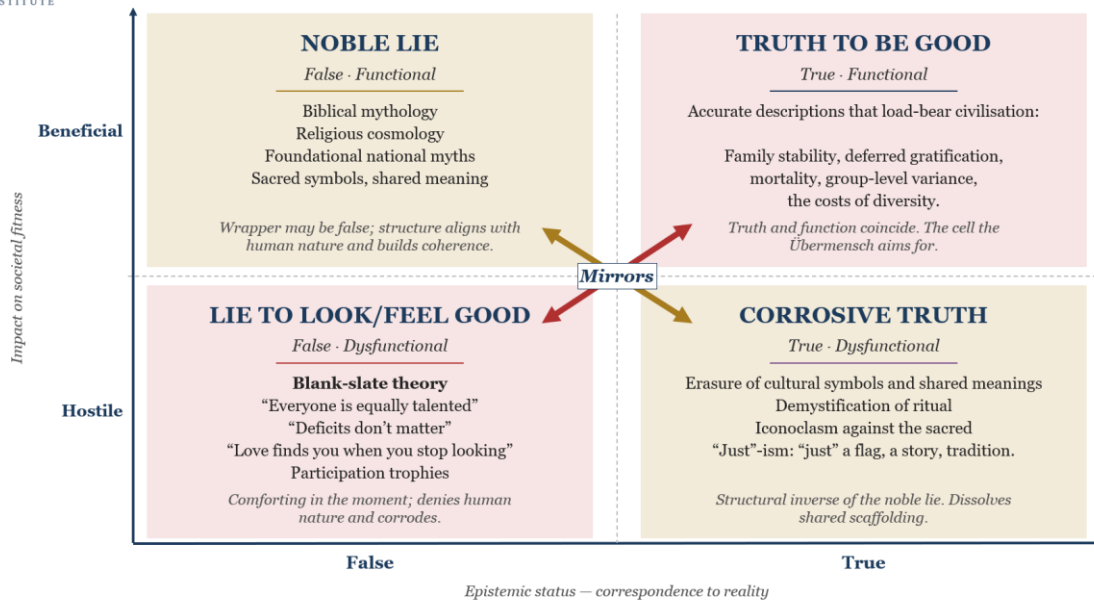 NOBLE LIE
False · Functional
Biblical mythology
Religious cosmology
Foundational national myths
Sacred symbols, shared meaning
Wrapper may be false; structure aligns with
human nature and builds coherence.
TRUTH TO BE GOOD
True · Functional
Accurate descriptions that load-bear civilisation:
Family stability, deferred gratification,
mortality, group-level variance,
the costs of diversity.
Truth and function coincide. The cell the
Übermensch aims for.
Beneficial
Impact on societal fitness
Mirrors
LIE TO LOOK/FEEL GOOD
False · Dysfunctional
Blank-slate theory
“Everyone is equally talented”
“Deficits don’t matter”
“Love finds you when you stop looking”
Participation trophies
Comforting in the moment; denies human
nature and corrodes.
CORROSIVE TRUTH
True · Dysfunctional
Erasure of cultural symbols and shared meanings
Demystification of ritual
Iconoclasm against the sacred
“Just”-ism: “just” a flag, a story, tradition.
Structural inverse of the noble lie. Dissolves
shared scaffolding.
Hostile
False
True
Epistemic status — correspondence to reality